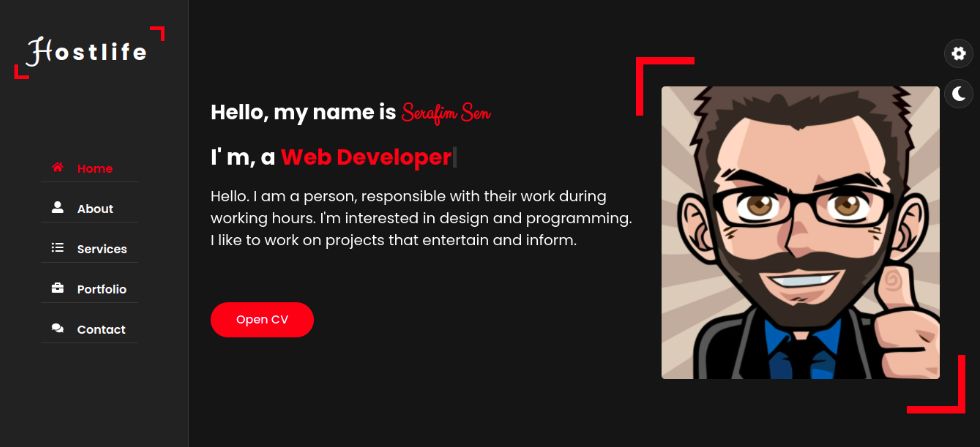 Hostlife
Home
About
Services
Portfolio
Contact
Hello, my name is Serafim Sen
I' m, a Web Developer
Hello. I am a person, responsible with their work during
working hours. I'm interested in design and programming.
I like to work on projects that entertain and inform.
Open CV